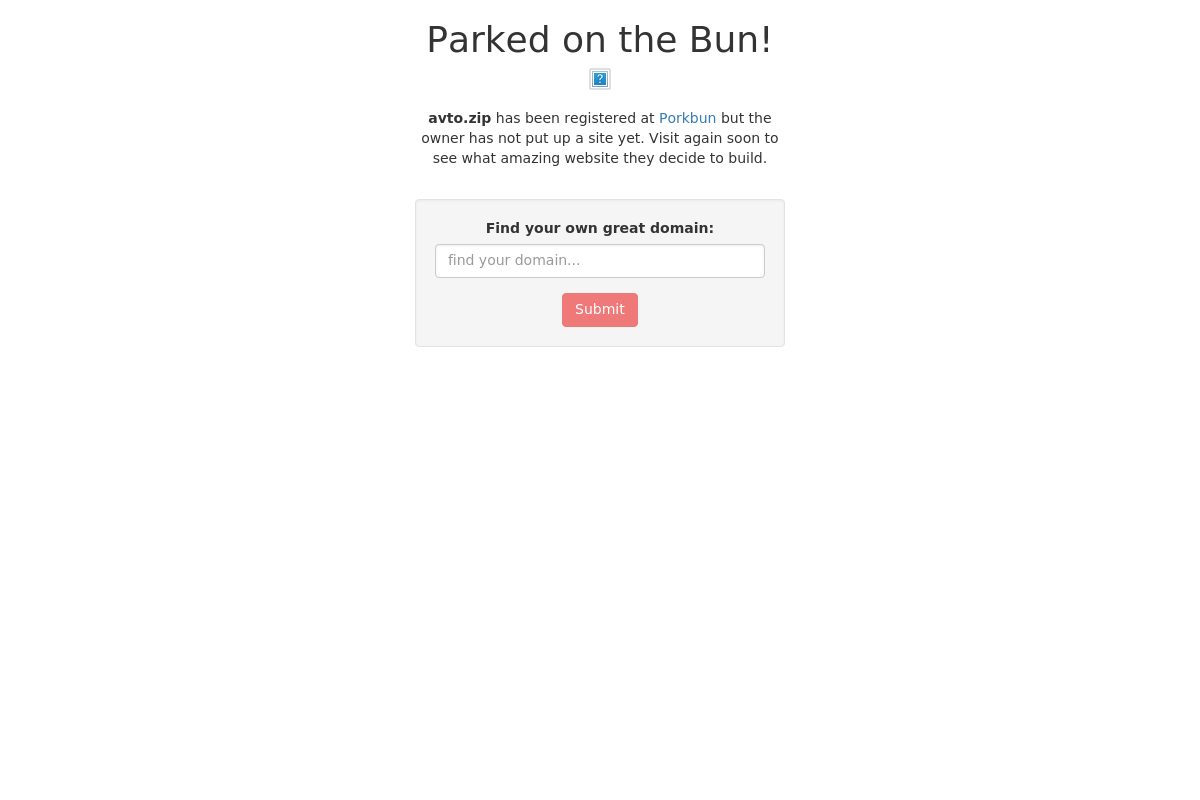 Parked on the Bun!
avto.zip has been registered at Porkbun but the
owner has not put up a site yet. Visit again soon to
see what amazing website they decide to build.
Find your own great domain:
find your domain...
Submit